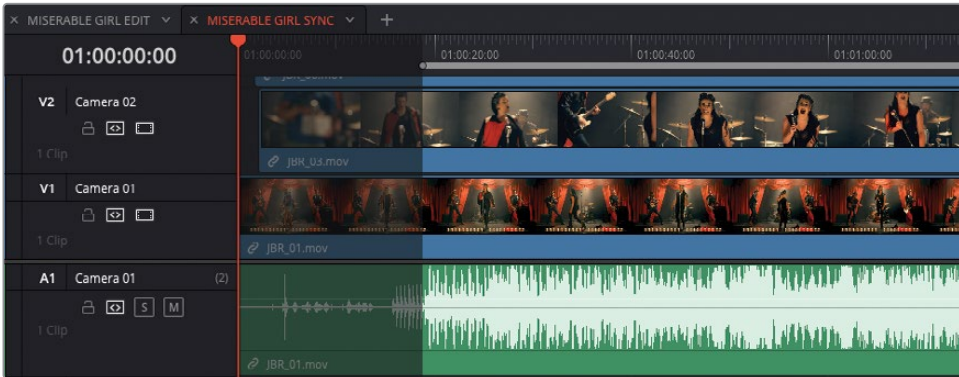 × MISERABLE GIRL EDIT × MISERABLE GIRL SYNC +
01:00:00:00
01:00:00:00 01:00:20:00 01:00:40:00 01:01:00:00
V2 Camera 02
1 Clip
JBR_03.mov
V1 Camera 01
1 Clip
JBR_01.mov
A1 Camera 01 (2)
S M
1 Clip
JBR_01.mov